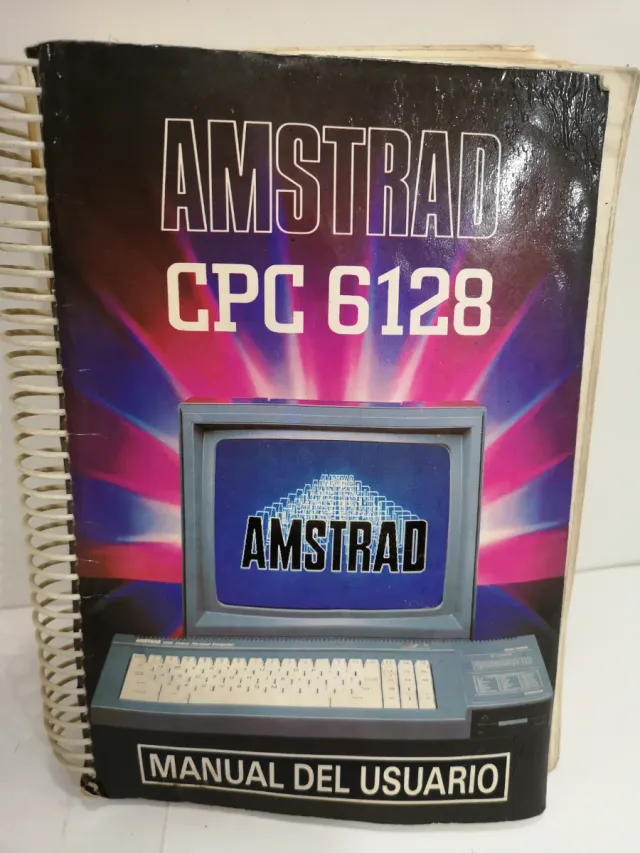 AMSTRAD
CPC 6128
AMSTRAD
MANUAL DEL USUARIO